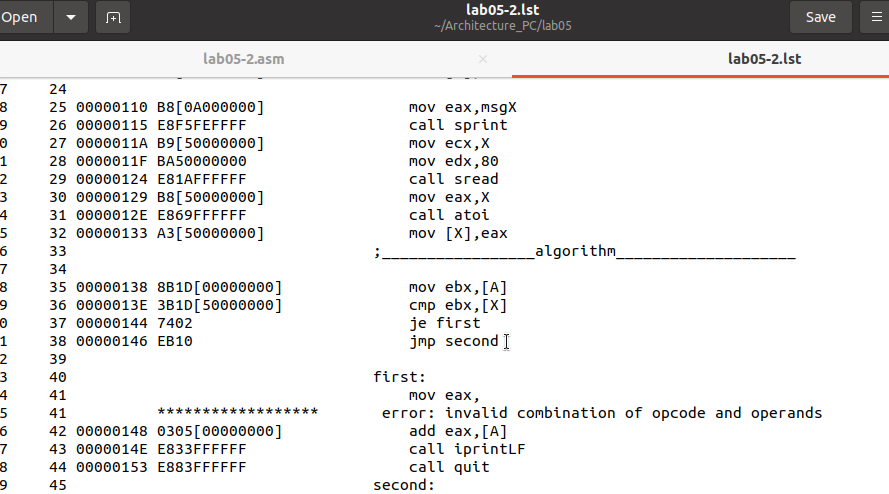 Open
lab05-2.lst
~/Architecture_PC/lab05
Save
lab05-2.asm × lab05-2.lst
7 24
8 25 00000110 B8[0A000000] mov eax,msgX
9 26 00000115 E8F5FEFFFF call sprint
0 27 0000011A B9[50000000] mov ecx,X
1 28 0000011F BA50000000 mov edx,80
2 29 00000124 E81AFFFFFF call sread
3 30 00000129 B8[50000000] mov eax,X
4 31 0000012E E869FFFFFF call atoi
5 32 00000133 A3[50000000] mov [X],eax
6 33 ;_________________algorithm____________________
7 34
8 35 00000138 8B1D[00000000] mov ebx,[A]
9 36 0000013E 3B1D[50000000] cmp ebx,[X]
0 37 00000144 7402 je first
1 38 00000146 EB10 jmp second
2 39
3 40 first:
4 41 mov eax,
5 41 ****************** error: invalid combination of opcode and operands
6 42 00000148 0305[00000000] add eax,[A]
7 43 0000014E E833FFFFFF call iprintLF
8 44 00000153 E883FFFFFF call quit
9 45 second: